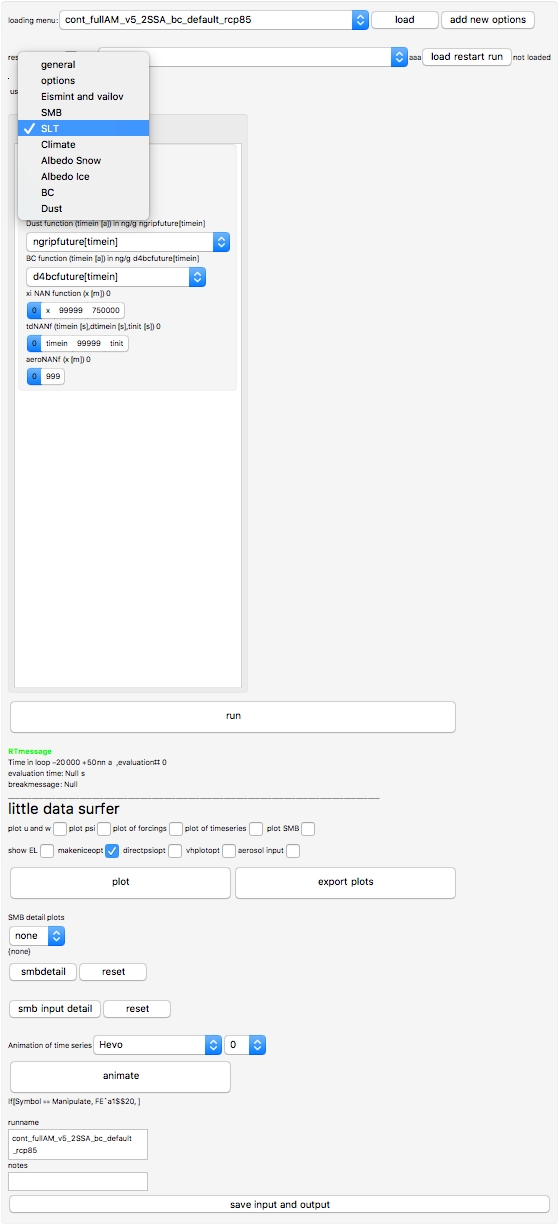 loading menu: cont_fullAM_v5_2SSA_bc_default_rcp85 load add new options
res aaa load restart run not loaded
us
general
options
Eismint and vailov
SMB
✓ SLT
Climate
Albedo Snow
Albedo Ice
BC
Dust
Dust function (timein [a]) in ng/g ngripfuture[timein]
ngripfuture[timein]
BC function (timein [a]) in ng/g d4bcfuture[timein]
d4bcfuture[timein]
xi NAN function (x [m]) 0
0 x 99999 750000
tdNANf (timein [s],dtimein [s],tinit [s]) 0
0 timein 99999 tinit
aeroNANf (x [m]) 0
0 999
run
RTmessage
Time in loop -20000 +50nn a ,evaluation# 0
evaluation time: Null s
breakmessage: Null
little data surfer
plot u and w plot psi plot of forcings plot of timeseries plot SMB
show EL makeniceopt directpsiopt vhplotopt aerosol input
plot export plots
SMB detail plots
none
{none}
smbdetail reset
smb input detail reset
Animation of time series Hevo 0
animate
If[Symbol == Manipulate, FE`a1$$20, ]
runname
cont_fullAM_v5_2SSA_bc_default
_rcp85
notes
save input and output